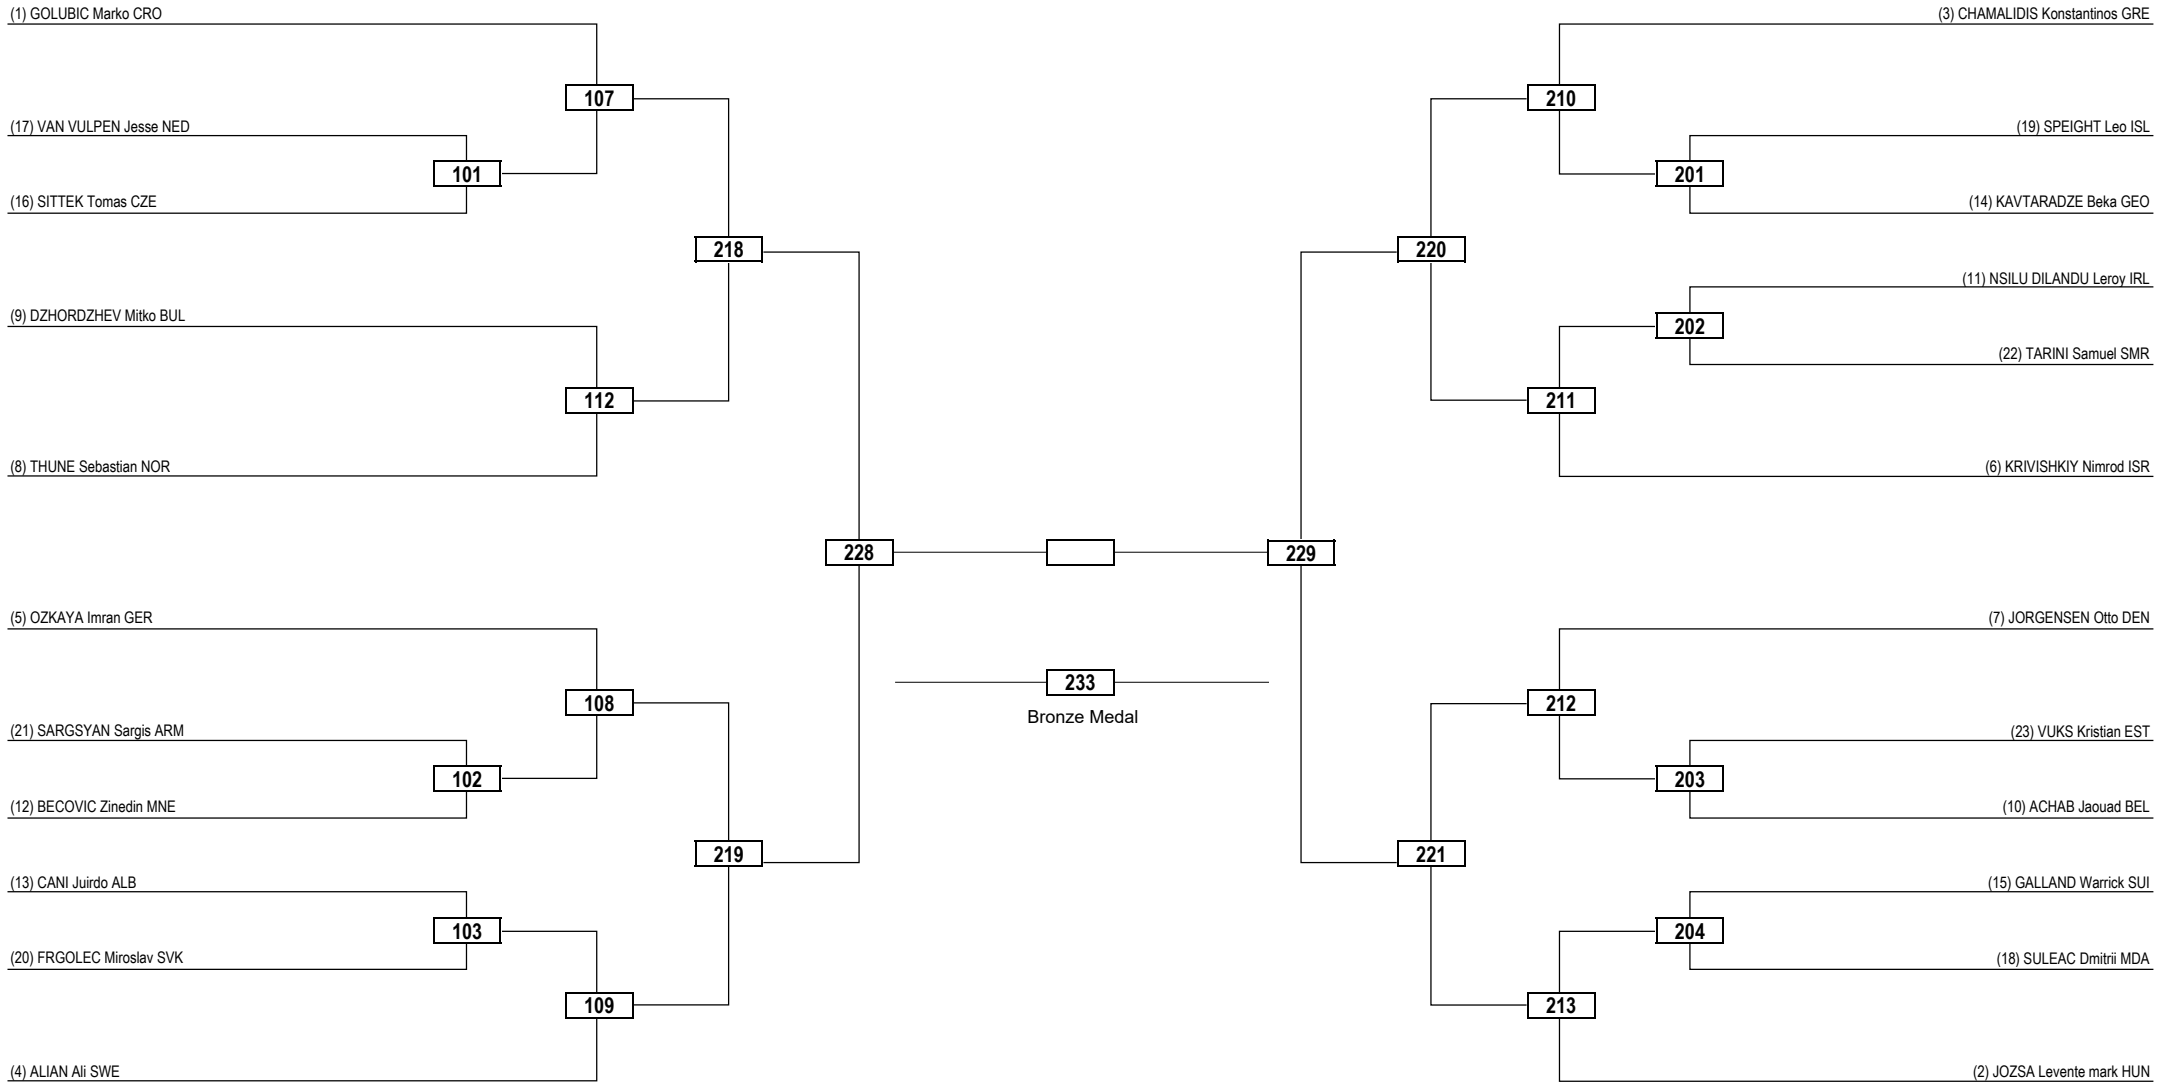 (1) GOLUBIC Marko CRO
(3) CHAMALIDIS Konstantinos GRE
107
210
(17) VAN VULPEN Jesse NED
(19) SPEIGHT Leo ISL
101
201
(16) SITTEK Tomas CZE
(14) KAVTARADZE Beka GEO
218
220
(11) NSILU DILANDU Leroy IRL
(9) DZHORDZHEV Mitko BUL
202
(22) TARINI Samuel SMR
112
211
(8) THUNE Sebastian NOR
(6) KRIVISHKIY Nimrod ISR
228
229
(5) OZKAYA Imran GER
(7) JORGENSEN Otto DEN
233
108
212
Bronze Medal
(21) SARGSYAN Sargis ARM
(23) VUKS Kristian EST
102
203
(12) BECOVIC Zinedin MNE
(10) ACHAB Jaouad BEL
219
221
(13) CANI Juirdo ALB
(15) GALLAND Warrick SUI
103
204
(20) FRGOLEC Miroslav SVK
(18) SULEAC Dmitrii MDA
109
213
(4) ALIAN Ali SWE
(2) JOZSA Levente mark HUN